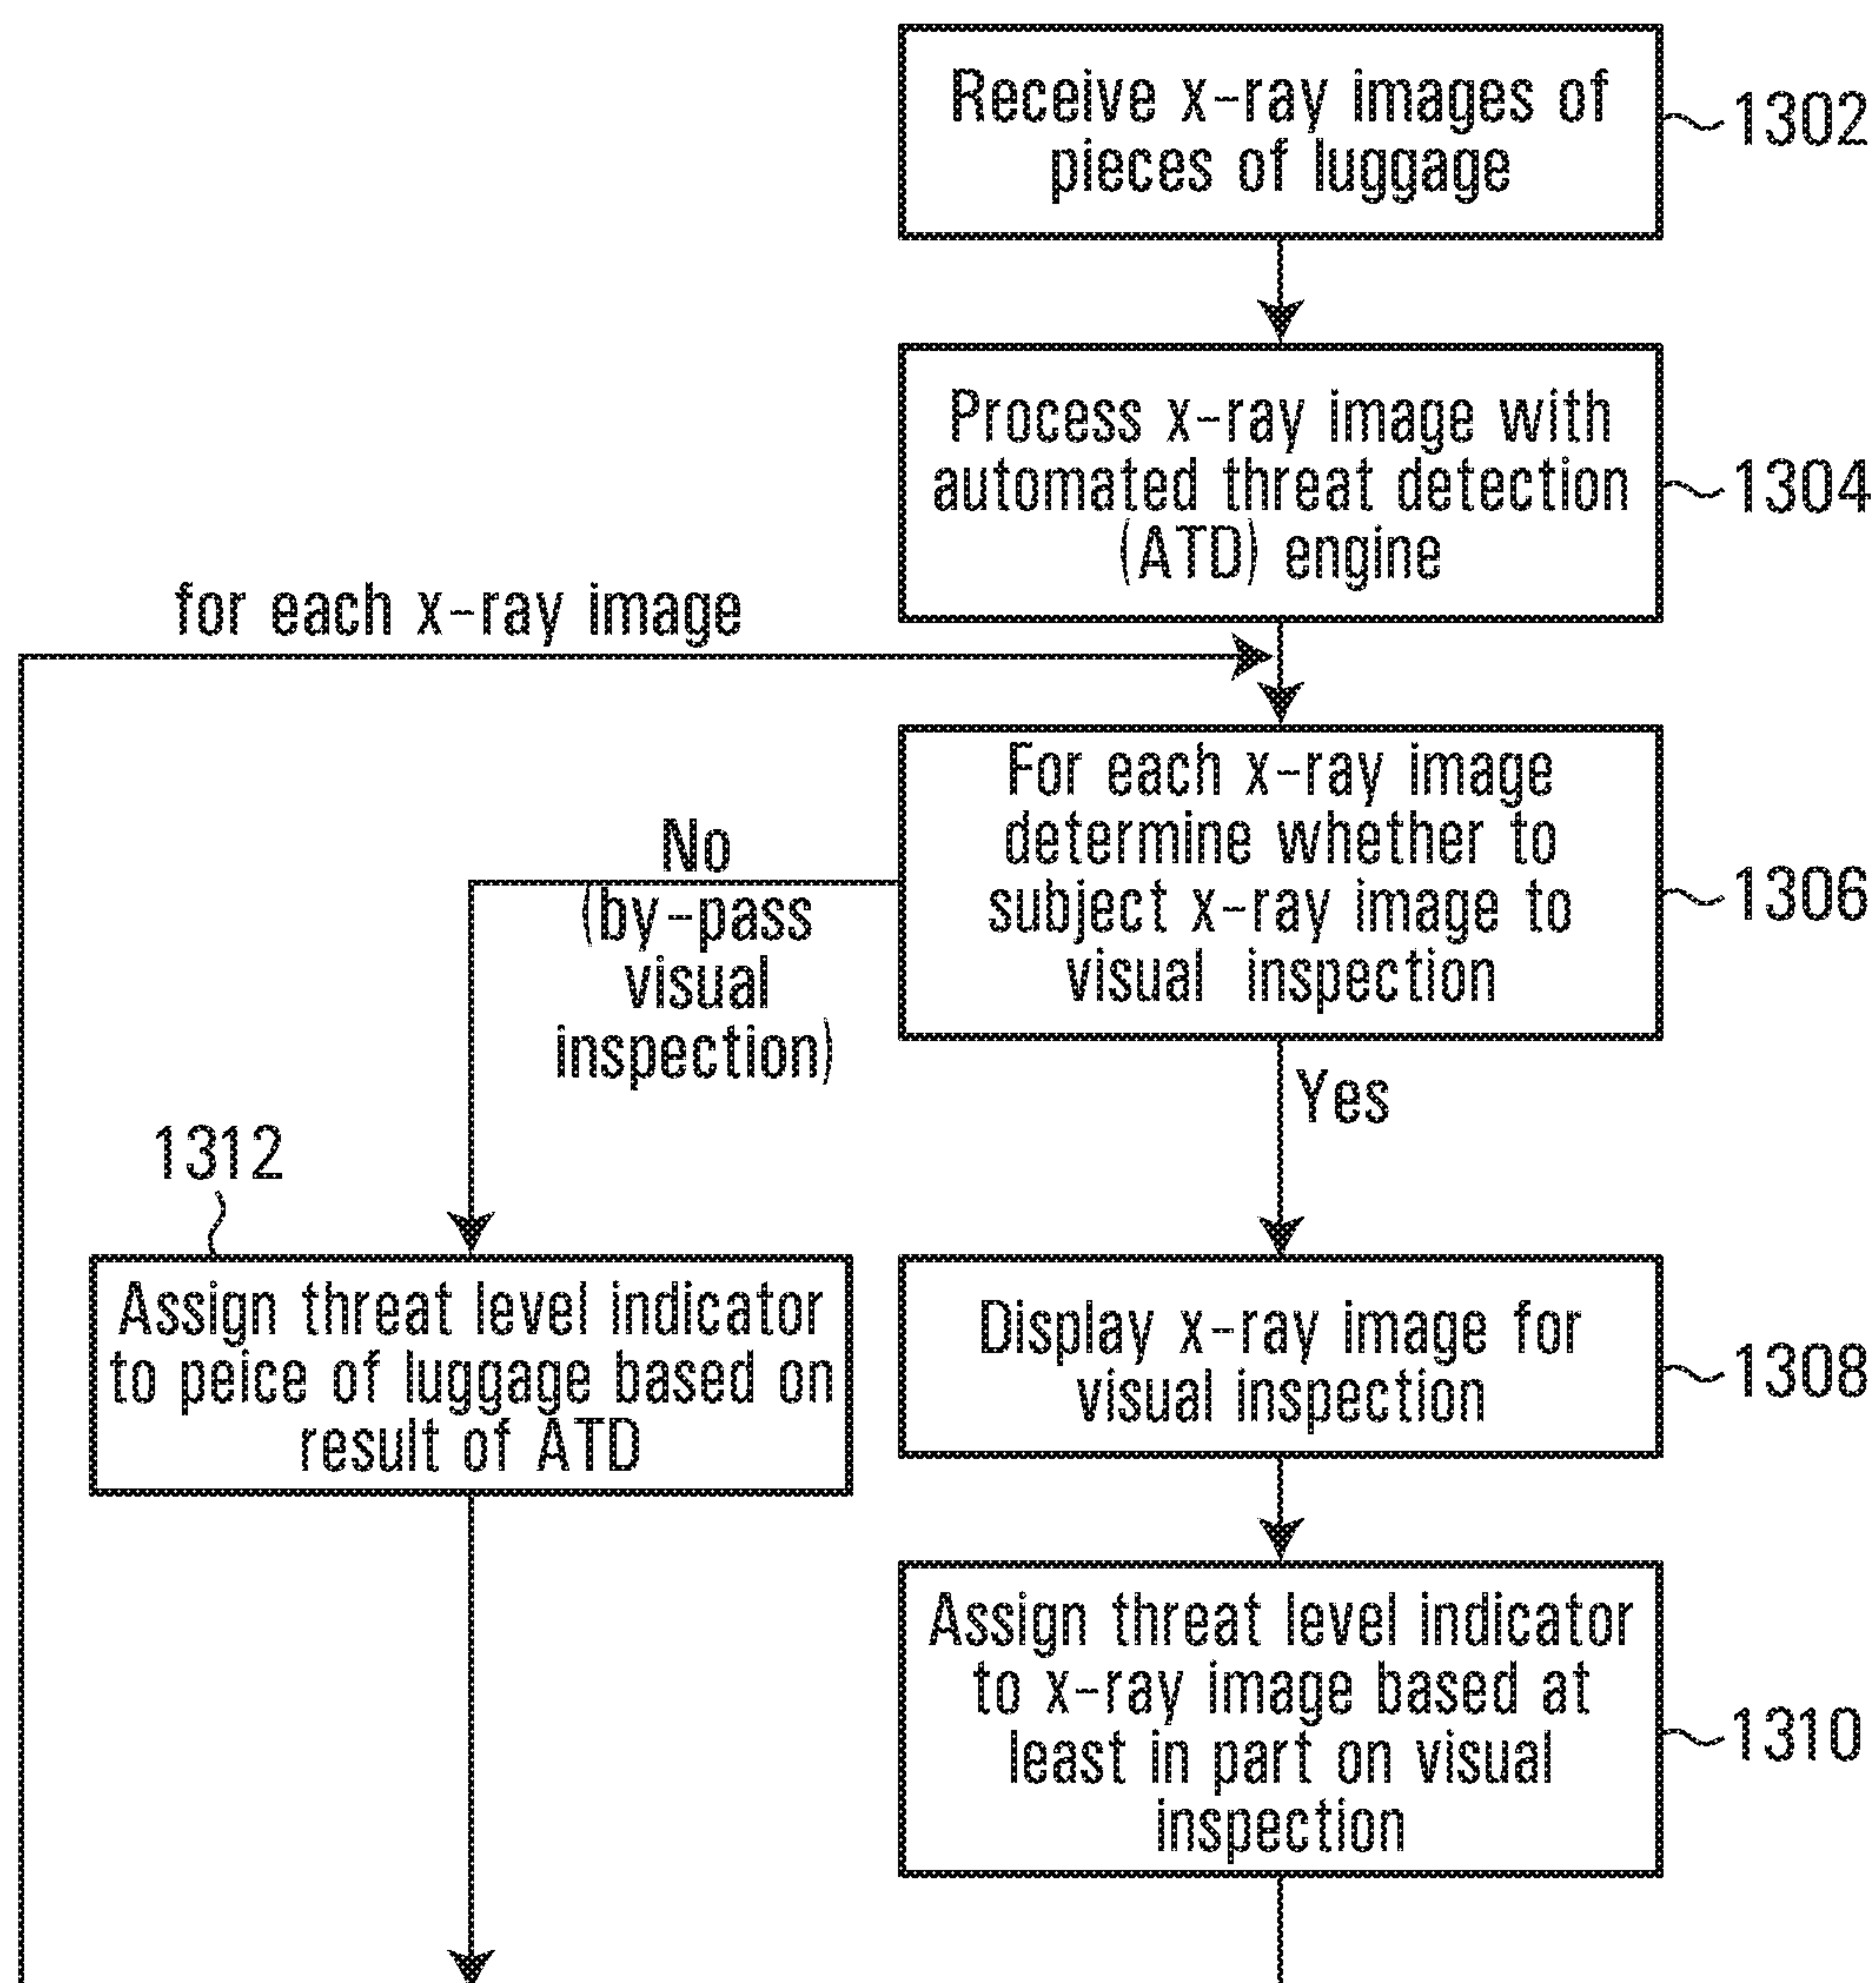 Receive x-ray images of
pieces of luggage
1302
Process x-ray image with
automated threat detection
(ATD) engine
1304
for each x-ray image
For each x-ray image
determine whether to
subject x-ray image to
visual inspection
1306
No
(by-pass
visual
inspection)
Yes
1312
Assign threat level indicator
to peice of luggage based on
result of ATD
Display x-ray image for
visual inspection
1308
Assign threat level indicator
to x-ray image based at
least in part on visual
inspection
1310